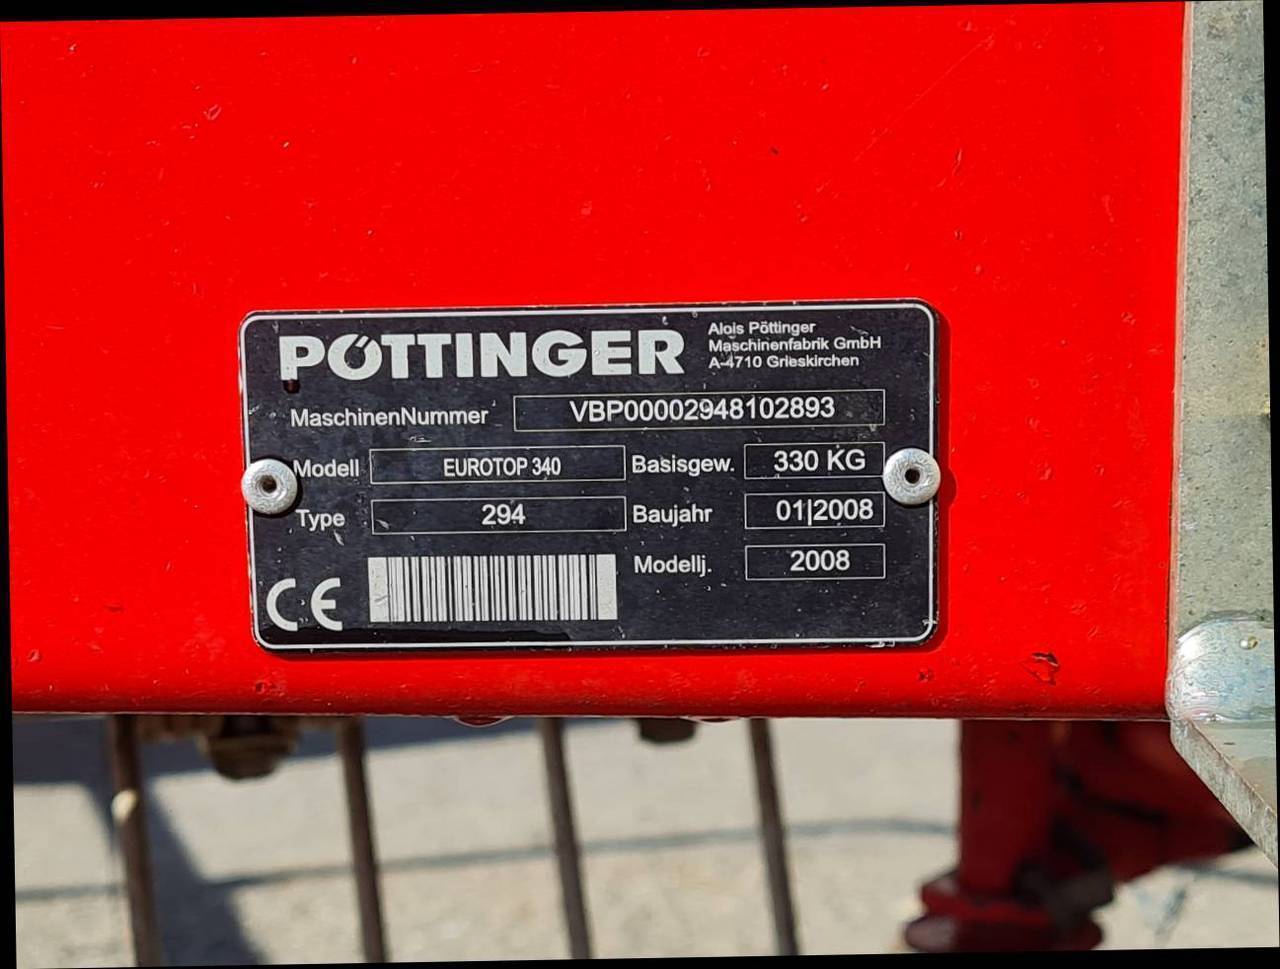 PÖTTINGER
Alois Pöttinger
Maschinenfabrik GmbH
A-4710 Grieskirchen
MaschinenNummer VBP00002948102893
Modell EUROTOP 340 Basisgew. 330 KG
Type 294 Baujahr 01|2008
Modellj. 2008
CE